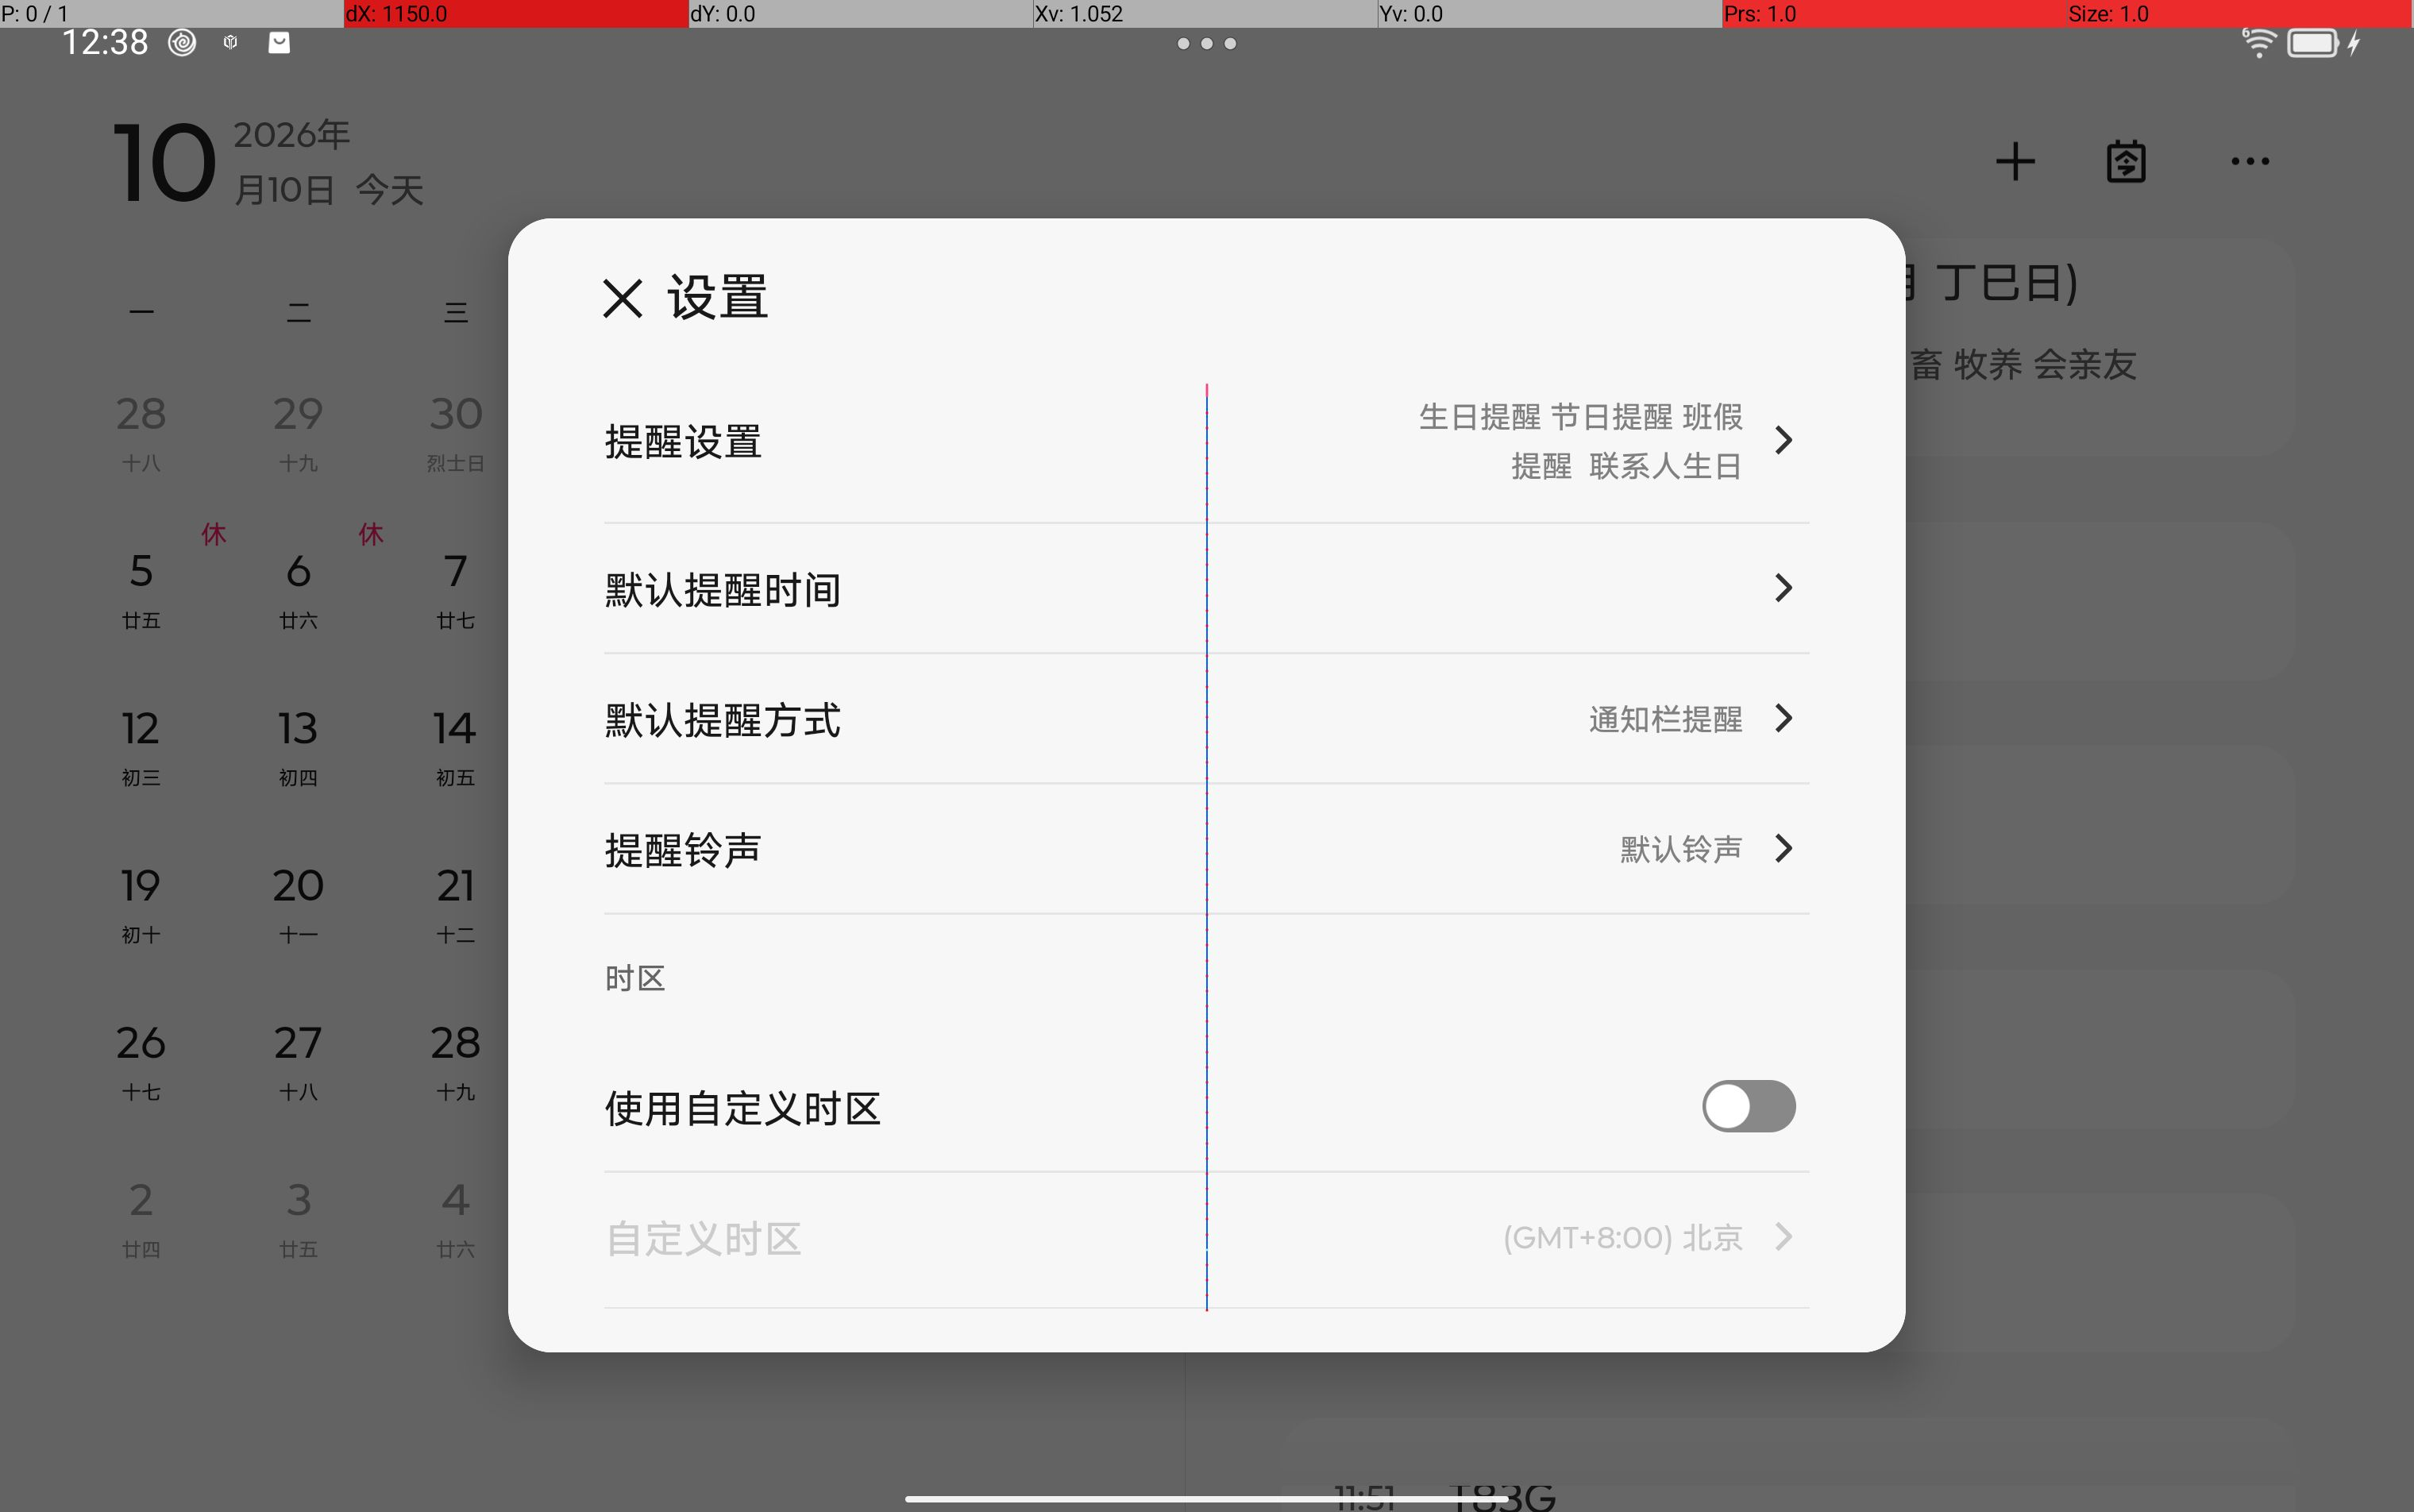 P: 0 / 1
dX: 1150.0
dY: 0.0
Xv: 1.052
Yv: 0.0
Prs: 1.0
Size: 1.0
12:38
6
10
2026年
月10日 今天
丁巳日)
畜 牧养 会亲友
一 二 三
28 29 30
十八 十九 烈士日
休 休
5 6 7
廿五 廿六 廿七
12 13 14
初三 初四 初五
19 20 21
初十 十一 十二
26 27 28
十七 十八 十九
2 3 4
廿四 廿五 廿六
设置
提醒设置
生日提醒 节日提醒 班假
提醒 联系人生日
默认提醒时间
默认提醒方式
通知栏提醒
提醒铃声
默认铃声
时区
使用自定义时区
自定义时区
(GMT+8:00) 北京
11:51 T83G